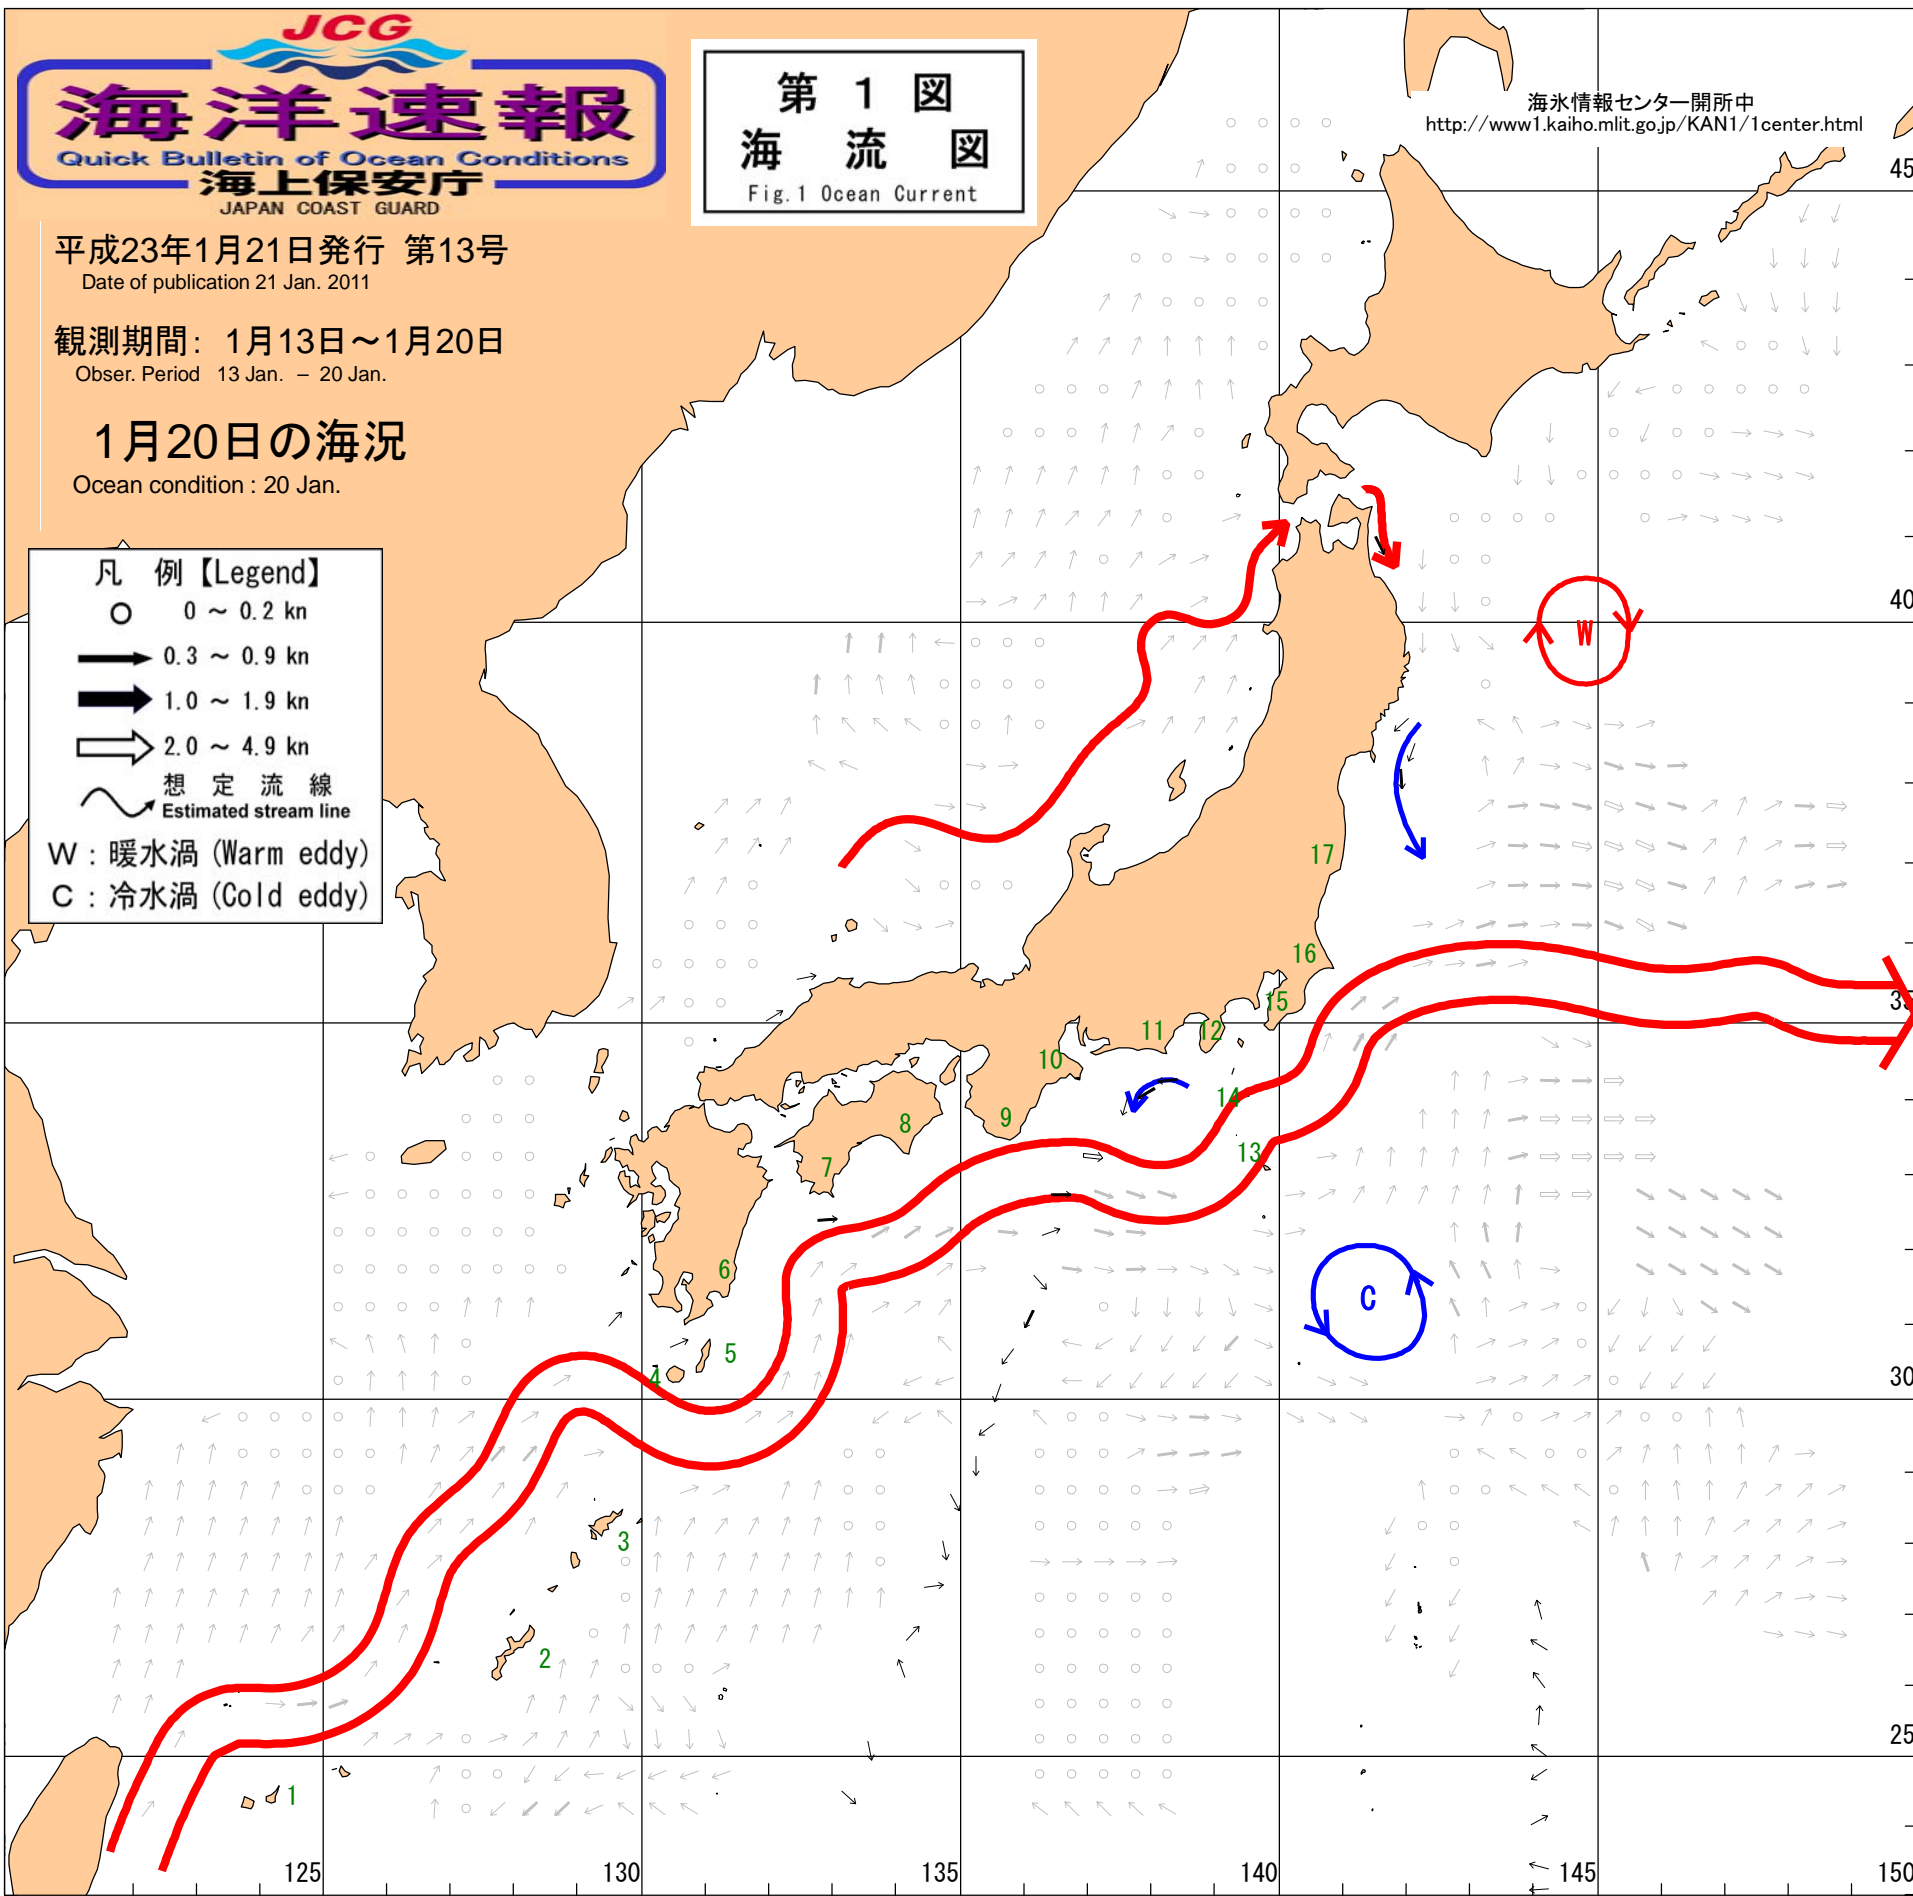 JCG
海洋速報
Quick Bulletin of Ocean Conditions
海上保安庁
JAPAN COAST GUARD
第 1 図
海 流 図
Fig.1 Ocean Current
海氷情報センター開所中
http://www1.kaiho.mlit.go.jp/KAN1/1center.html
平成23年1月21日発行 第13号
Date of publication 21 Jan. 2011
観測期間: 1月13日～1月20日
Obser. Period 13 Jan. – 20 Jan.
1月20日の海況
Ocean condition : 20 Jan.
凡 例【Legend】
0 ～ 0.2 kn
0.3 ～ 0.9 kn
1.0 ～ 1.9 kn
2.0 ～ 4.9 kn
想 定 流 線
Estimated stream line
W : 暖水渦 (Warm eddy)
C : 冷水渦 (Cold eddy)
45
40
W
17
16
35
15
12
11
10
14
9
8
13
7
6
C
5
4
30
3
2
25
1
125
130
135
140
145
150